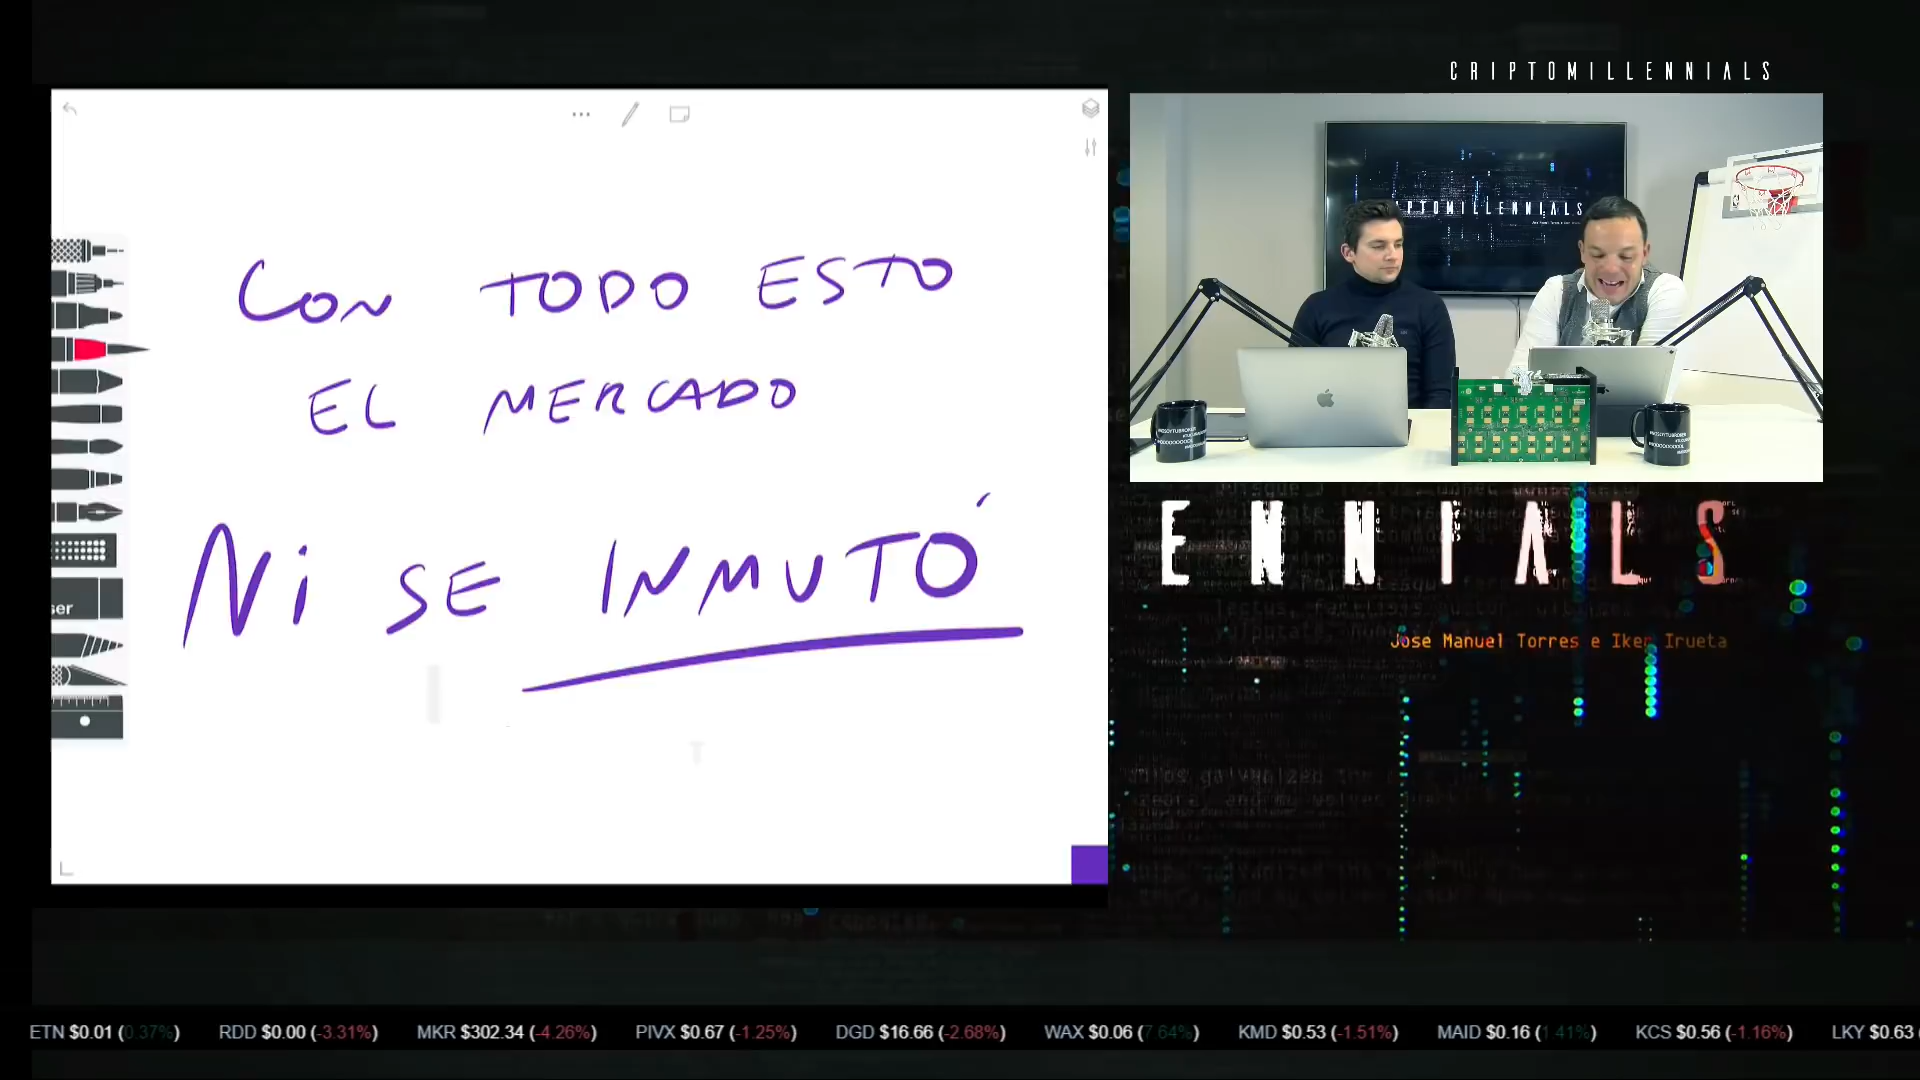 CRIPTOMILLENNIALS
CON TODO ESTO
EL MERCADO
NI SE INMUTÓ
ser
PTOMILLENNIALS
ENNIALS
Jose Manuel Torres e Iker Irueta
ETN $0.01 (0.37%) RDD $0.00 (-3.31%) MKR $302.34 (-4.26%) PIVX $0.67 (-1.25%) DGD $16.66 (-2.68%) WAX $0.06 (7.64%) KMD $0.53 (-1.51%) MAID $0.16 (1.41%) KCS $0.56 (-1.16%) LKY $0.63 (